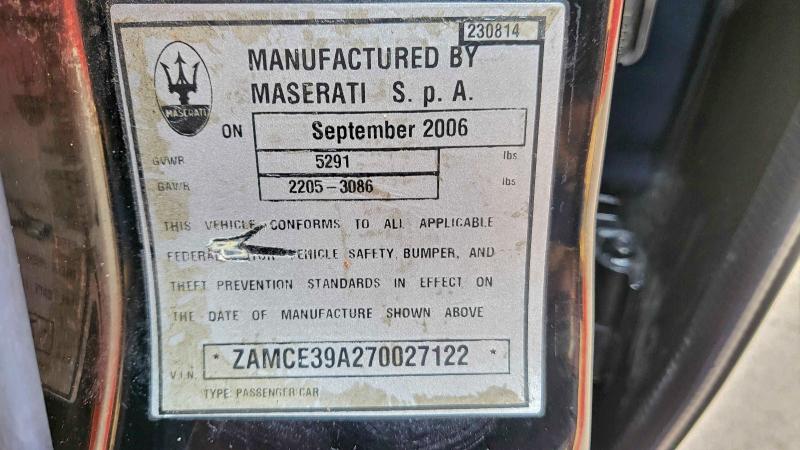 230814
MANUFACTURED BY
MASERATI S. p. A.
MASERATI
ON September 2006
GVWR 5291 lbs
GAWR 2205-3086 lbs
THIS VEHICLE CONFORMS TO ALL APPLICABLE
FEDERAL VEHICLE SAFETY, BUMPER, AND
THEFT PREVENTION STANDARDS IN EFFECT ON
THE DATE OF MANUFACTURE SHOWN ABOVE
V.I.N. * ZAMCE39A270027122 *
TYPE: PASSENGER CAR